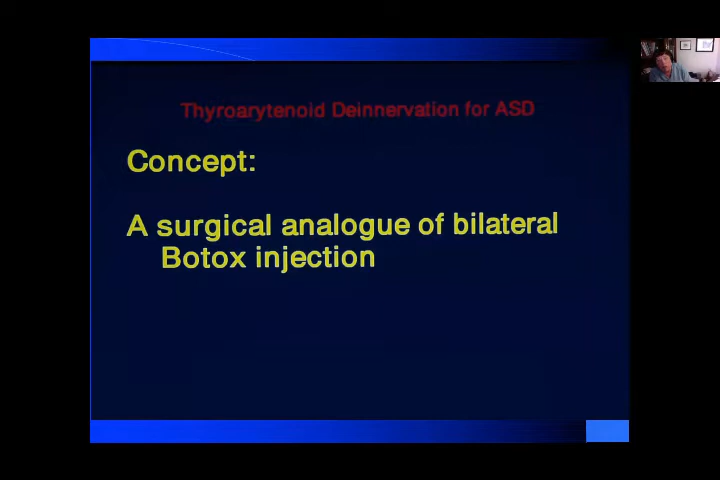 Thyroarytenoid Deinnervation for ASD
Concept:
A surgical analogue of bilateral
Botox injection